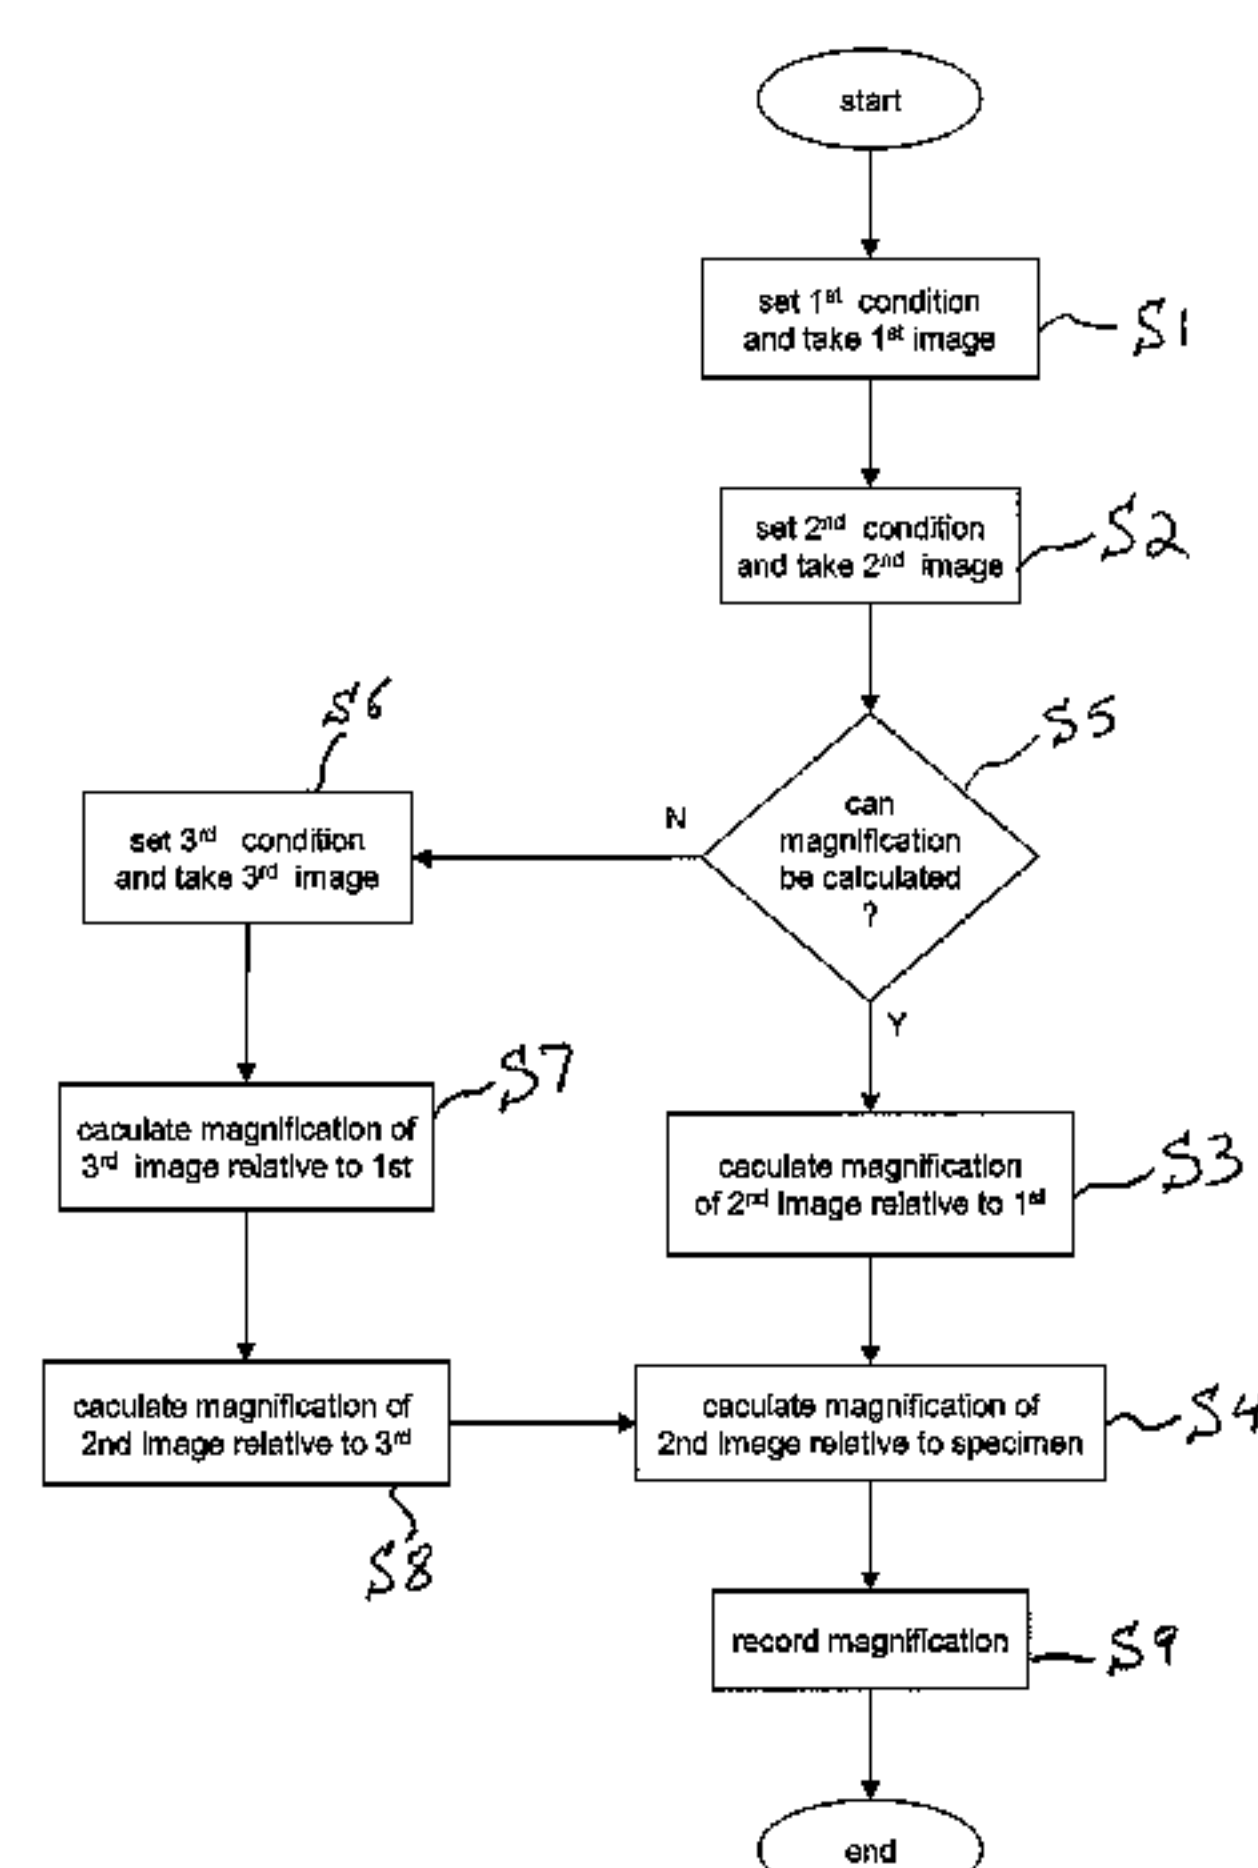 start
set 1st condition
and take 1st image
S1
set 2nd condition
and take 2nd image
S2
can
magnification
be calculated
?
S5
N
Y
set 3rd condition
and take 3rd image
S6
caculate magnification of
3rd image relative to 1st
S7
caculate magnification of
2nd image relative to 3rd
S8
caculate magnification
of 2nd image relative to 1st
S3
caculate magnification of
2nd image relative to specimen
S4
record magnification
S9
end